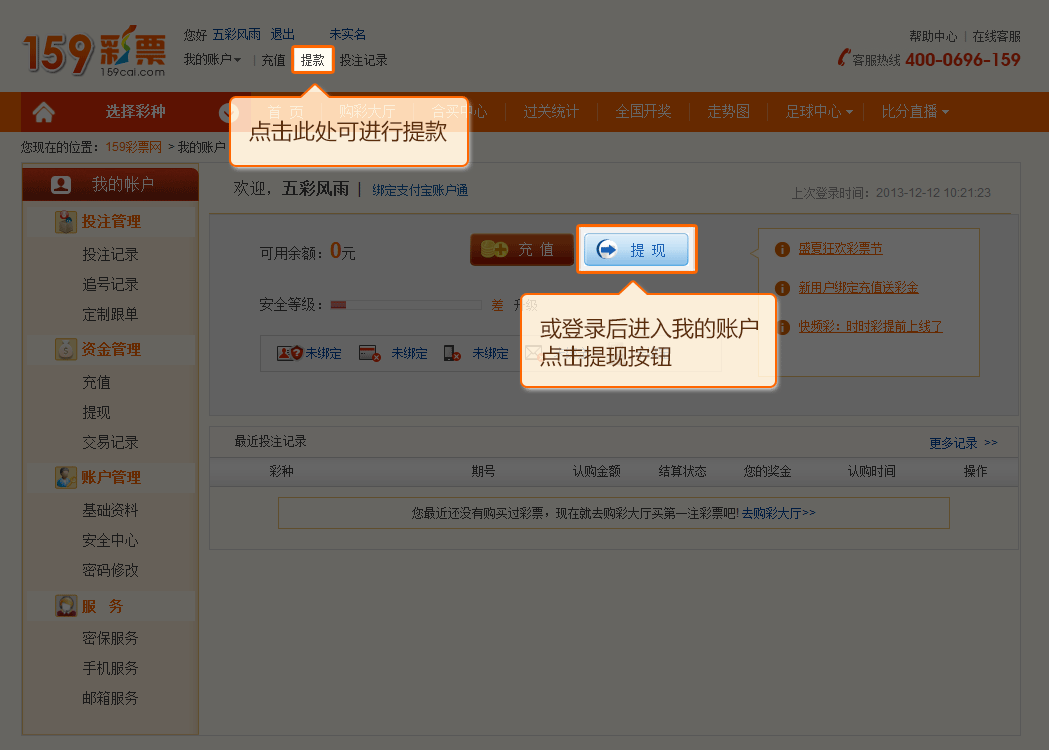 159彩票
159cai.com
您好 五彩风雨 退出 未实名
我的账户 | 充值 提款 投注记录
帮助中心 | 在线客服
客服热线 400-0696-159
选择彩种 首 页 购彩大厅 合买中心 过关统计 全国开奖 走势图 足球中心 比分直播
点击此处可进行提款
您现在的位置： 159彩票网 > 我的账户
我的帐户
投注管理
投注记录
追号记录
定制跟单
资金管理
充值
提现
交易记录
账户管理
基础资料
安全中心
密码修改
服 务
密保服务
手机服务
邮箱服务
欢迎，五彩风雨 | 绑定支付宝账户通
上次登录时间：2013-12-12 10:21:23
可用余额：0元
充 值
提 现
安全等级： 差 升级
未绑定 未绑定 未绑定
或登录后进入我的账户
点击提现按钮
盛夏狂欢彩票节
新用户绑定充值送彩金
快频彩：时时彩提前上线了
最近投注记录
更多记录 >>
彩种 期号 认购金额 结算状态 您的奖金 认购时间 操作
您最近还没有购买过彩票，现在就去购彩大厅买第一注彩票吧! 去购彩大厅>>